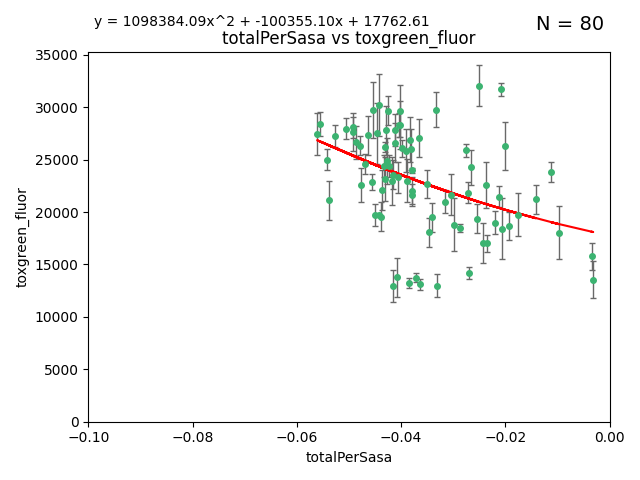 y = 1098384.09x^2 + -100355.10x + 17762.61
N = 80
totalPerSasa vs toxgreen_fluor
35000
30000
25000
20000
15000
10000
5000
0
toxgreen_fluor
−0.10 −0.08 −0.06 −0.04 −0.02 0.00
totalPerSasa